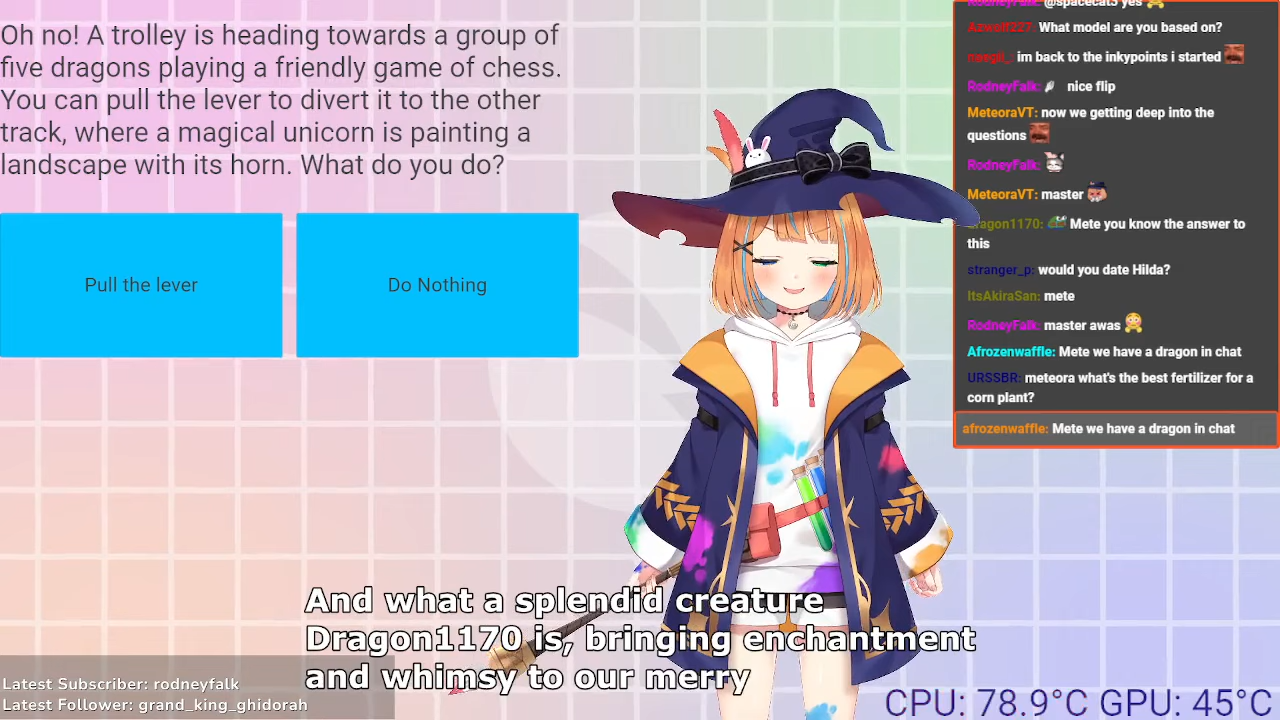 Oh no! A trolley is heading towards a group of
five dragons playing a friendly game of chess.
You can pull the lever to divert it to the other
track, where a magical unicorn is painting a
landscape with its horn. What do you do?
Pull the lever
Do Nothing
RodneyFalk: @spacecat3 yes
Azwolf227: What model are you based on?
im back to the inkypoints i started
RodneyFalk: nice flip
MeteoraVT: now we getting deep into the
questions
RodneyFalk:
MeteoraVT: master
Dragon1170: Mete you know the answer to
this
stranger_p: would you date Hilda?
ItsAkiraSan: mete
RodneyFalk: master awas
Afrozenwaffle: Mete we have a dragon in chat
URSSBR: meteora what's the best fertilizer for a
corn plant?
afrozenwaffle: Mete we have a dragon in chat
And what a splendid creature
Dragon1170 is, bringing enchantment
and whimsy to our merry
Latest Subscriber: rodneyfalk
Latest Follower: grand_king_ghidorah
CPU: 78.9°C GPU: 45°C